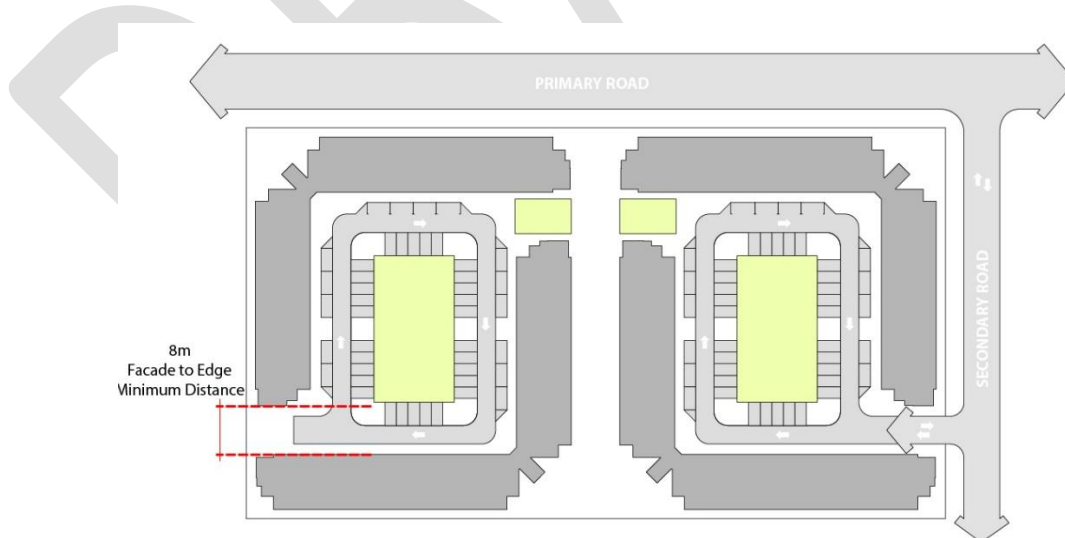 PRIMARY ROAD
SECONDARY ROAD
8m
Facade to Edge
Minimum Distance